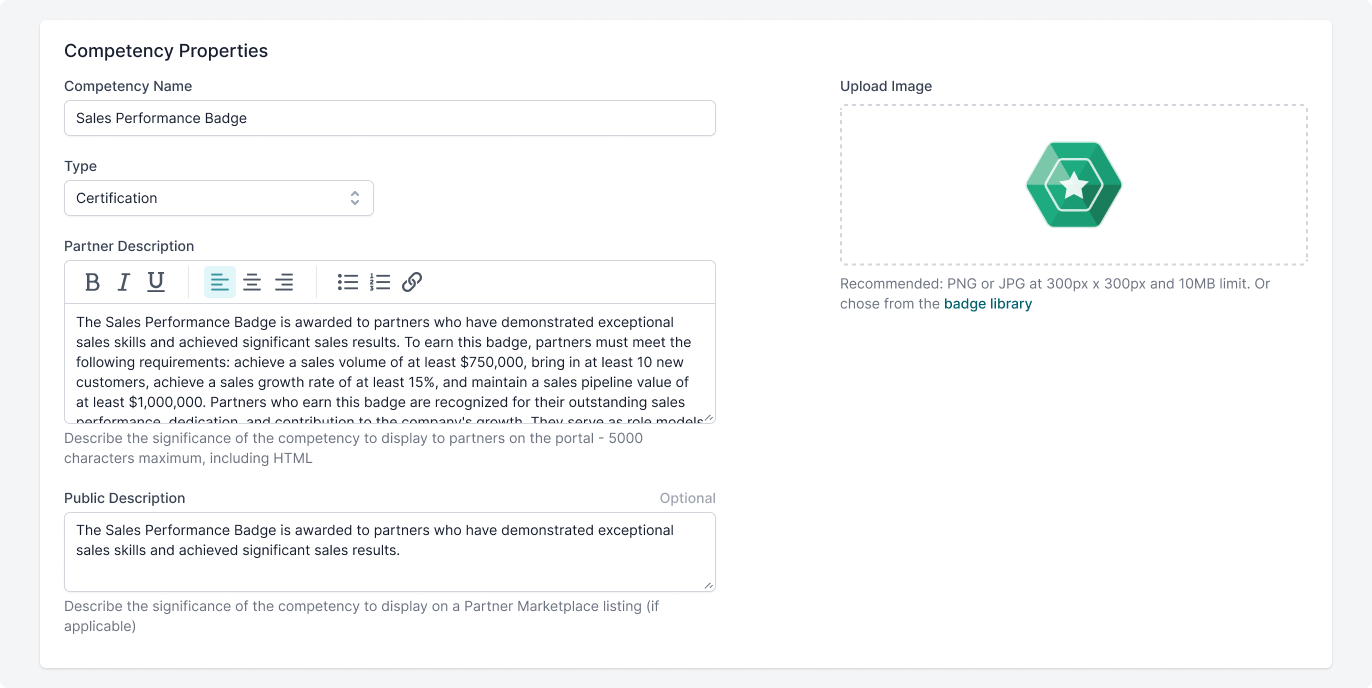 Competency Properties
Competency Name
Sales Performance Badge
Type
Certification
Partner Description
B I U
The Sales Performance Badge is awarded to partners who have demonstrated exceptional
sales skills and achieved significant sales results. To earn this badge, partners must meet the
following requirements: achieve a sales volume of at least $750,000, bring in at least 10 new
customers, achieve a sales growth rate of at least 15%, and maintain a sales pipeline value of
at least $1,000,000. Partners who earn this badge are recognized for their outstanding sales
performance, dedication, and contribution to the company's growth. They serve as role models
Describe the significance of the competency to display to partners on the portal - 5000
characters maximum, including HTML
Public Description
Optional
The Sales Performance Badge is awarded to partners who have demonstrated exceptional
sales skills and achieved significant sales results.
Describe the significance of the competency to display on a Partner Marketplace listing (if
applicable)
Upload Image
Recommended: PNG or JPG at 300px x 300px and 10MB limit. Or
chose from the badge library